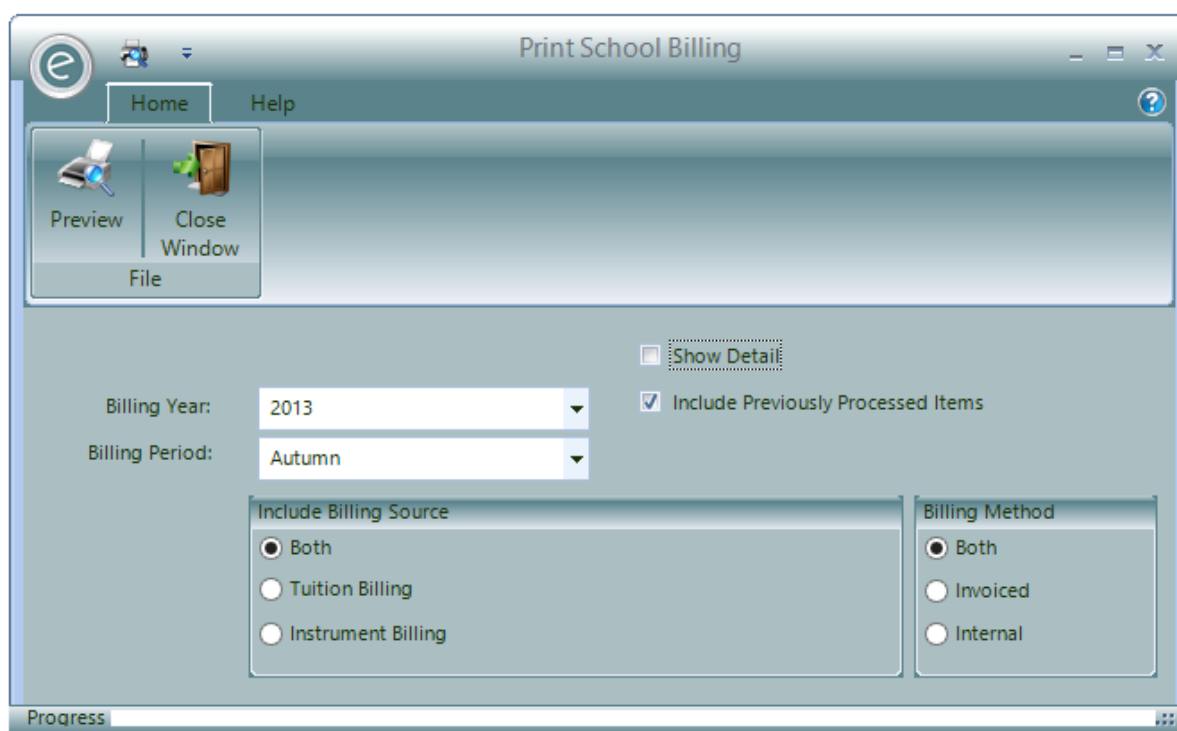 e
Print School Billing
Home
Help
Preview
Close
Window
File
Show Detail
Billing Year:
2013
Include Previously Processed Items
Billing Period:
Autumn
Include Billing Source
Both
Tuition Billing
Instrument Billing
Billing Method
Both
Invoiced
Internal
Progress